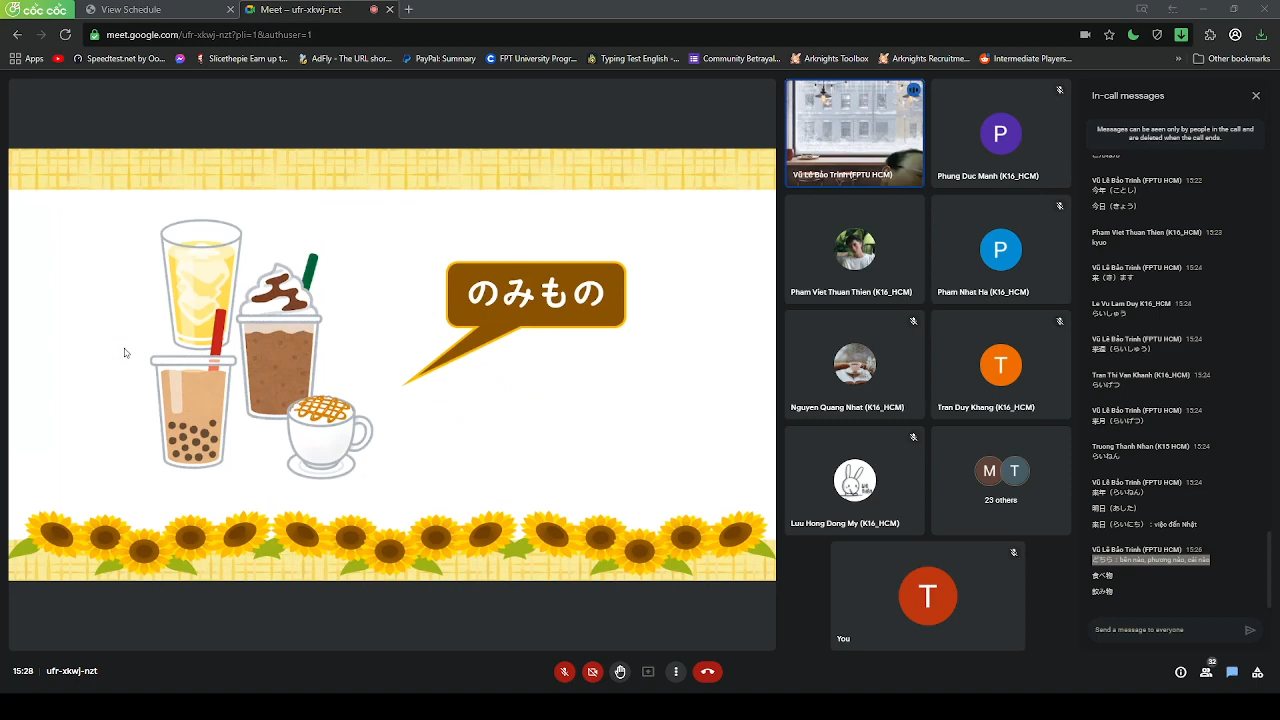 cốc cốc
View Schedule
Meet – ufr-xkwj-nzt
meet.google.com/ufr-xkwj-nzt?pli=1&authuser=1
Apps
Speedtest.net by Oo...
Slicethepie Earn up t...
AdFly - The URL shor...
PayPal: Summary
FPT University Progr...
Typing Test English -...
Community Betrayal...
Arknights Toolbox
Arknights Recruitme...
Intermediate Players...
»
Other bookmarks
のみもの
Vũ Lê Bảo Trinh (FPTU HCM)
P
Phung Duc Manh (K16_HCM)
Pham Viet Thuan Thien (K16_HCM)
P
Pham Nhat Ha (K16_HCM)
Nguyen Quang Nhat (K16_HCM)
T
Tran Duy Khang (K16_HCM)
Luu Hong Dong My (K16_HCM)
M
T
23 others
T
You
In-call messages
Messages can be seen only by people in the call and
are deleted when the call ends.
Vũ Lê Bảo Trinh (FPTU HCM) 15:22
今年（ことし）
今日（きょう）
Pham Viet Thuan Thien (K16_HCM) 15:23
kyuo
Vũ Lê Bảo Trinh (FPTU HCM) 15:24
来（き）ます
Le Vu Lam Duy K16_HCM 15:24
らいしゅう
Vũ Lê Bảo Trinh (FPTU HCM) 15:24
来週（らいしゅう）
Tran Thi Van Khanh (K16_HCM) 15:24
らいげつ
Vũ Lê Bảo Trinh (FPTU HCM) 15:24
来月（らいげつ）
Truong Thanh Nhan (K15 HCM) 15:24
らいねん
Vũ Lê Bảo Trinh (FPTU HCM) 15:24
来年（らいねん）
明日（あした）
来日（らいにち）：việc đến Nhật
Vũ Lê Bảo Trinh (FPTU HCM) 15:26
どちら：bên nào, phương nào, cái nào
食べ物
飲み物
Send a message to everyone
15:28
ufr-xkwj-nzt
32